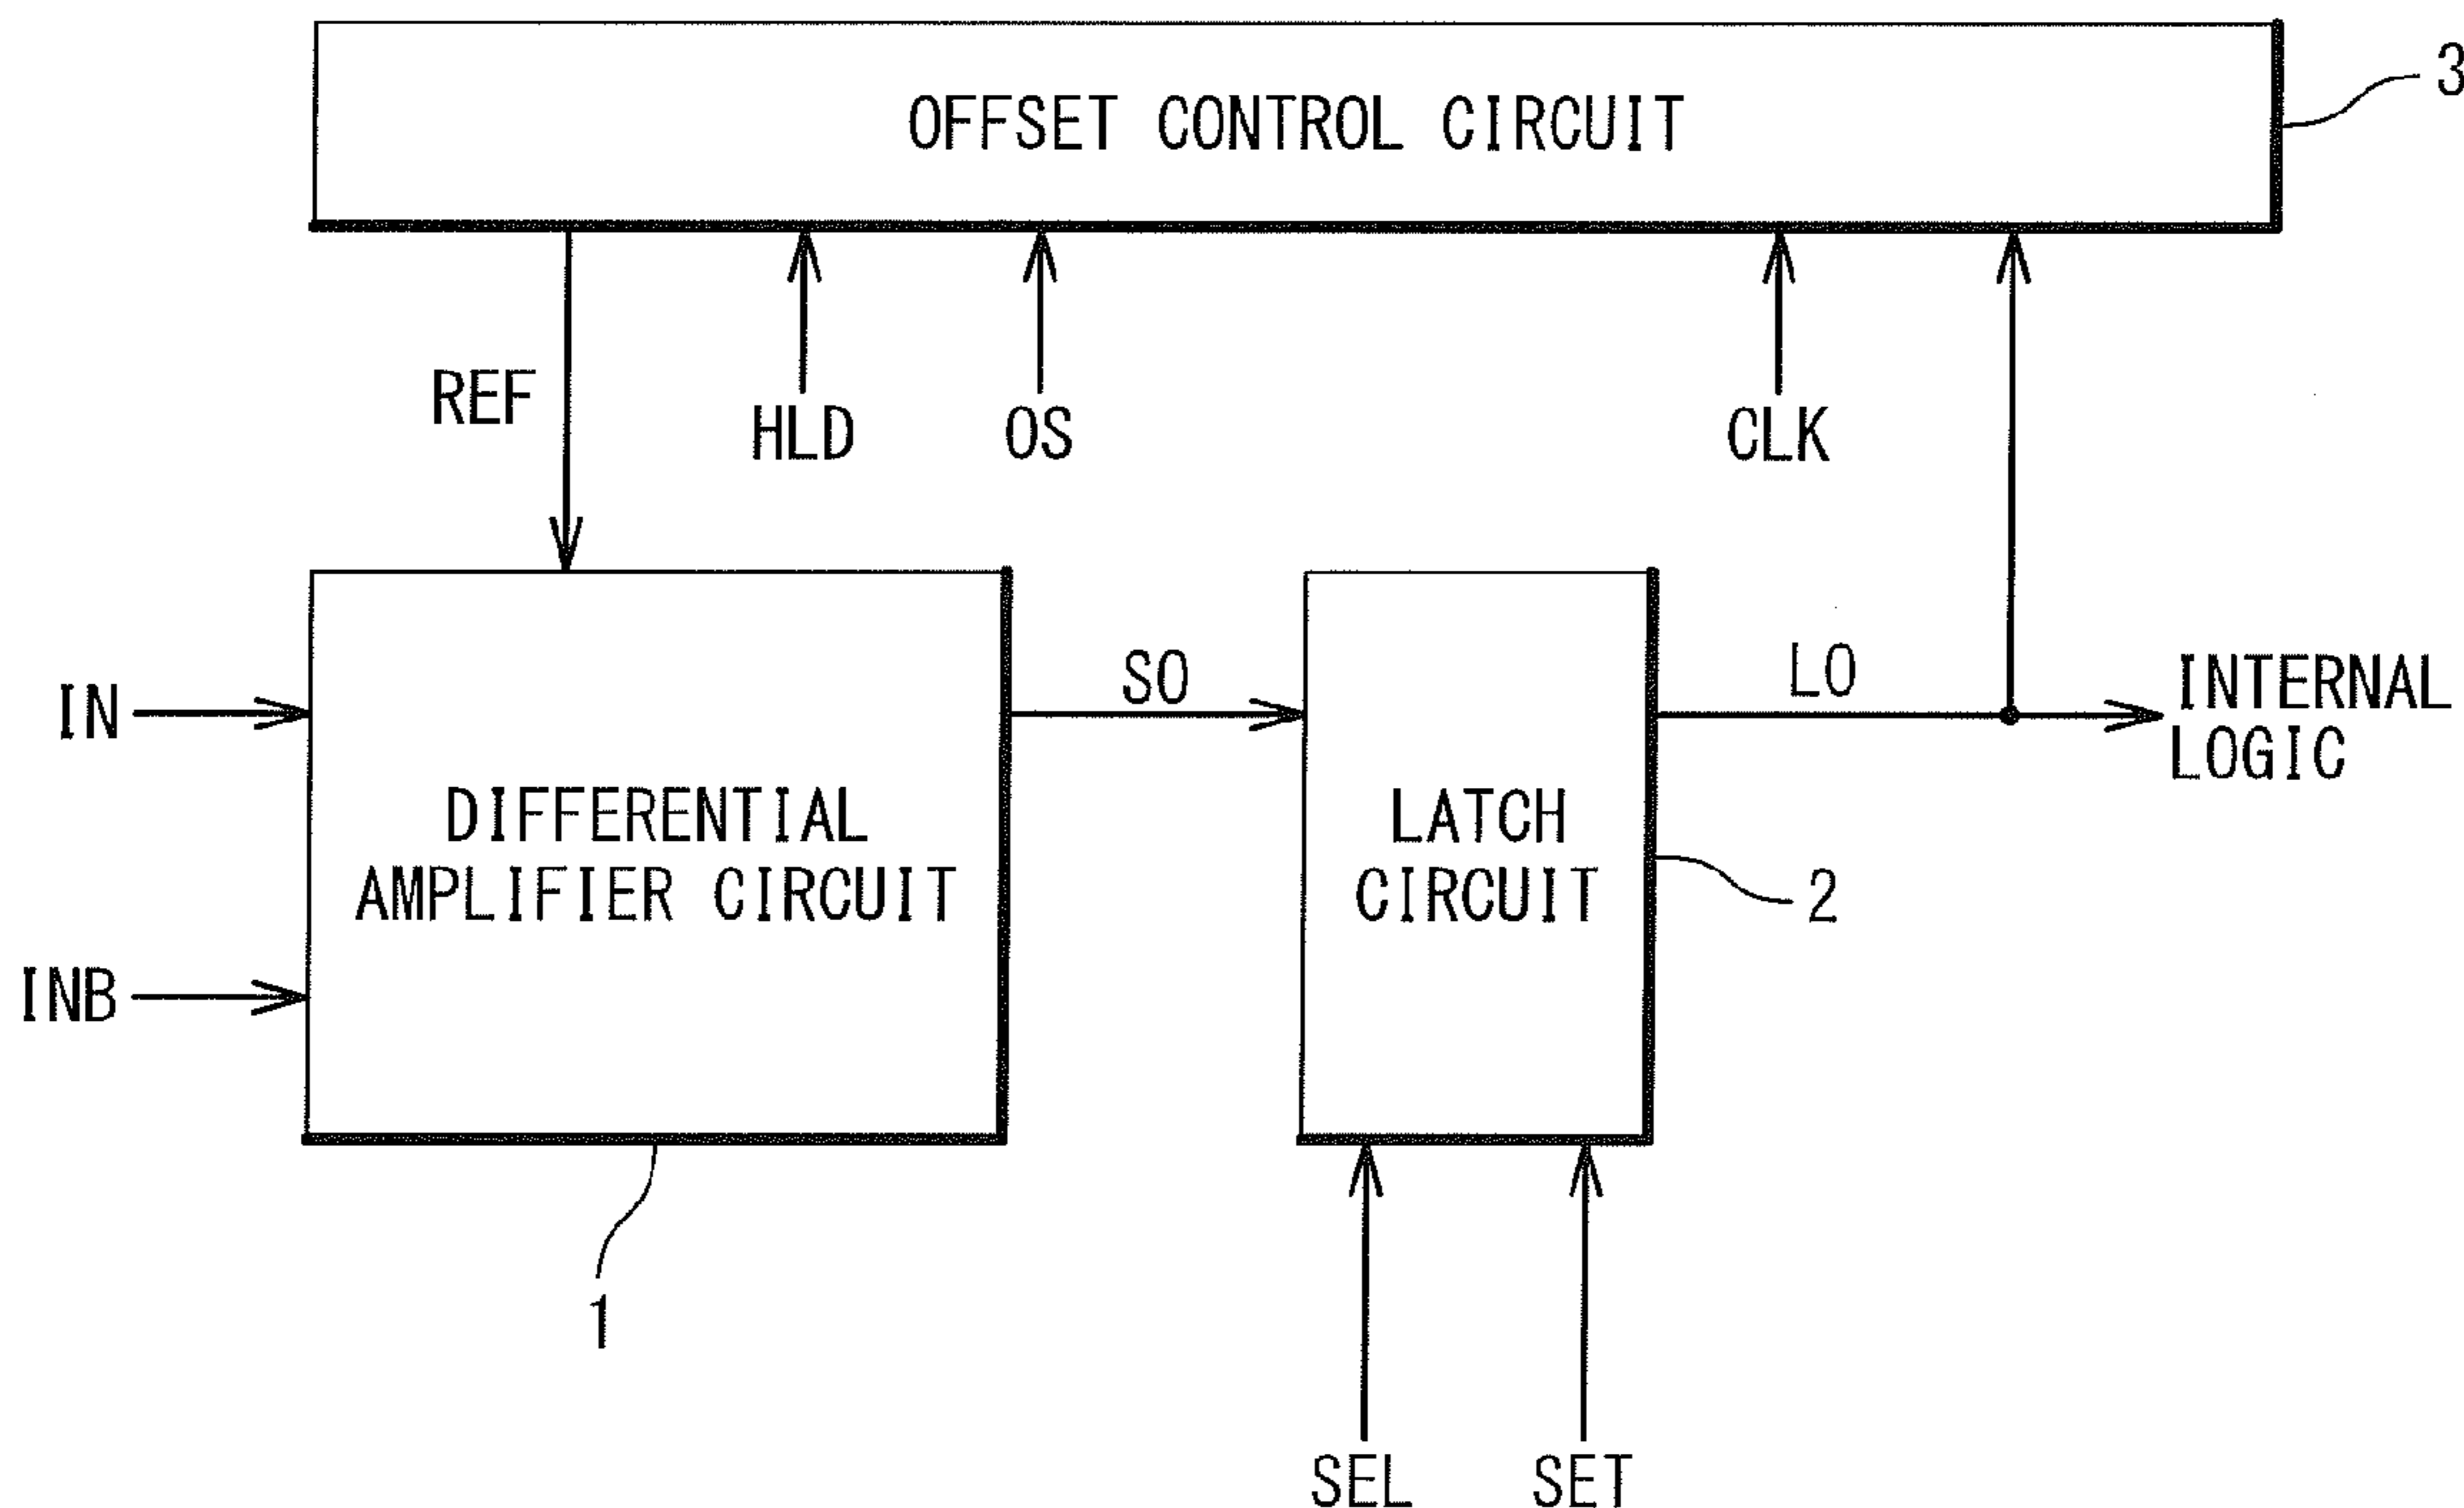 OFFSET CONTROL CIRCUIT
3
REF
HLD
OS
CLK
IN
INB
DIFFERENTIAL
AMPLIFIER CIRCUIT
SO
LATCH
CIRCUIT
LO
INTERNAL
LOGIC
2
1
SEL
SET